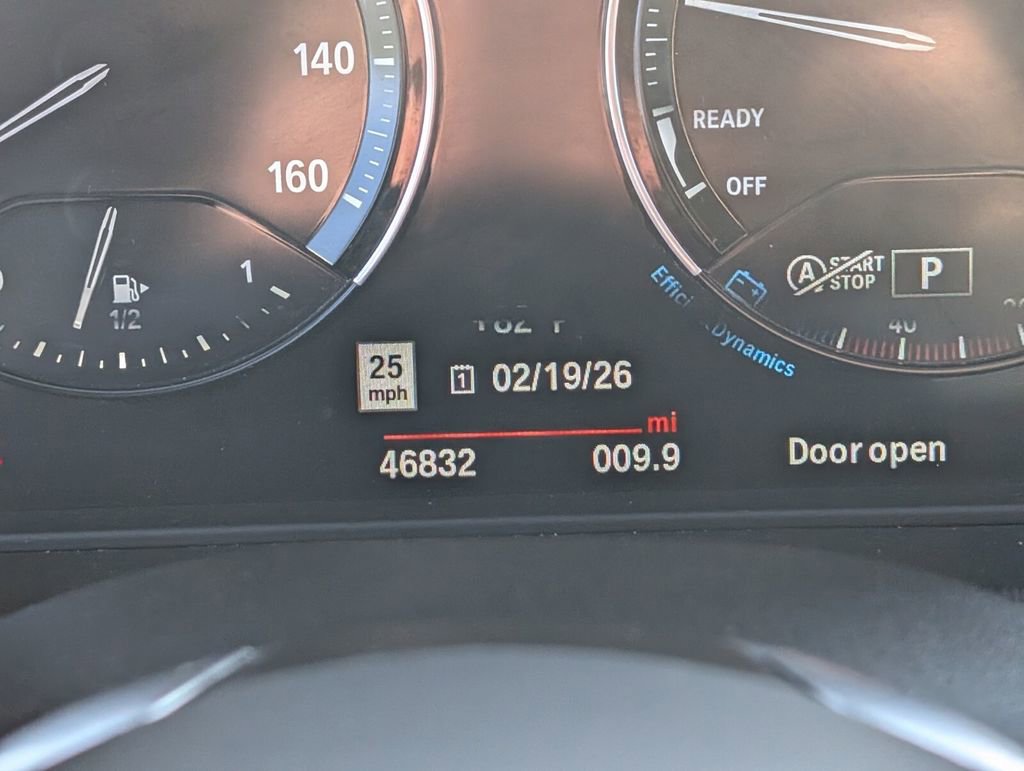 140
160
READY
OFF
1
1/2
A
START
STOP
P
40
Dynamics
25
mph
1
02/19/26
mi
46832
009.9
Door open